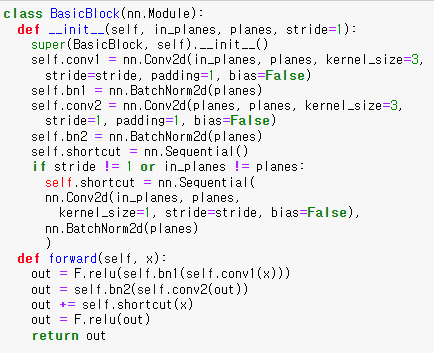 class BasicBlock(nn.Module):
  def __init__(self, in_planes, planes, stride=1):
    super(BasicBlock, self).__init__()
    self.conv1 = nn.Conv2d(in_planes, planes, kernel_size=3,
      stride=stride, padding=1, bias=False)
    self.bn1 = nn.BatchNorm2d(planes)
    self.conv2 = nn.Conv2d(planes, planes, kernel_size=3,
      stride=1, padding=1, bias=False)
    self.bn2 = nn.BatchNorm2d(planes)
    self.shortcut = nn.Sequential()
    if stride != 1 or in_planes != planes:
      self.shortcut = nn.Sequential(
      nn.Conv2d(in_planes, planes,
        kernel_size=1, stride=stride, bias=False),
      nn.BatchNorm2d(planes)
      )
  def forward(self, x):
    out = F.relu(self.bn1(self.conv1(x)))
    out = self.bn2(self.conv2(out))
    out += self.shortcut(x)
    out = F.relu(out)
    return out